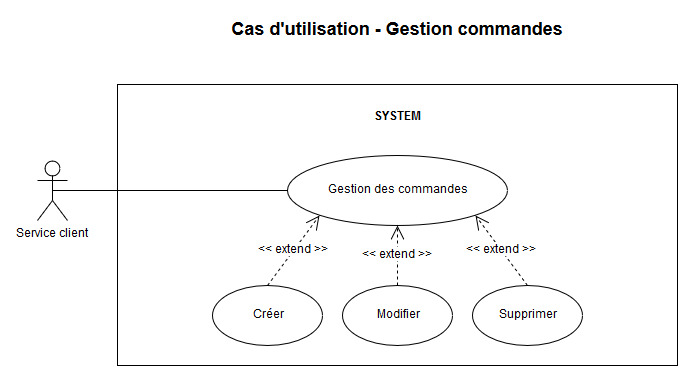 Cas d'utilisation - Gestion commandes
SYSTEM
Gestion des commandes
Service client
<< extend >>
<< extend >>
<< extend >>
Créer
Modifier
Supprimer